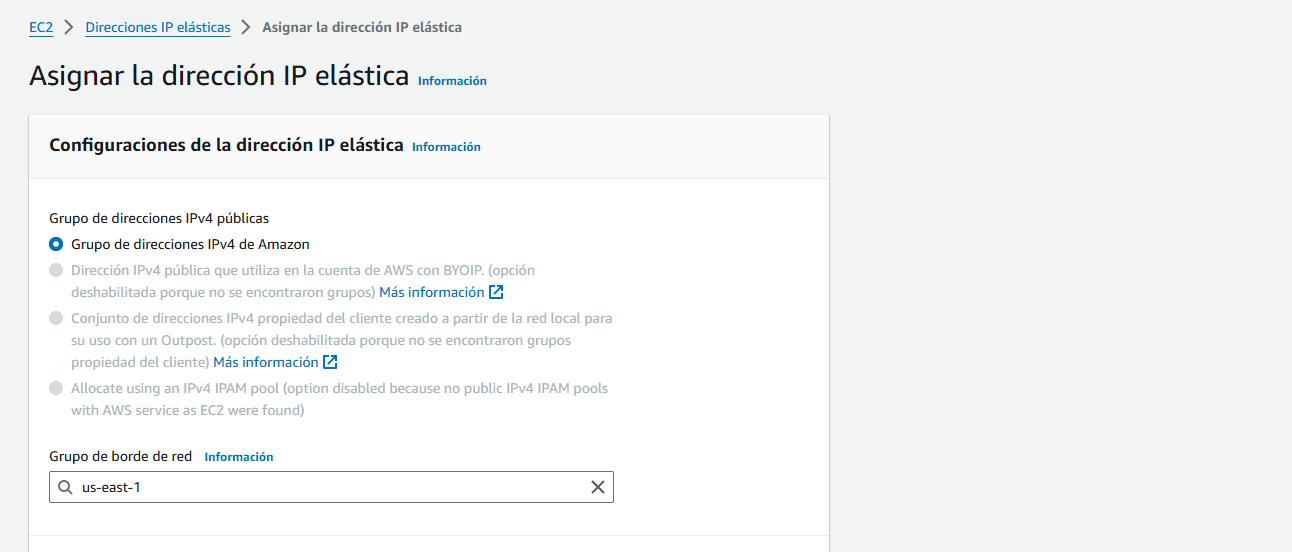 EC2 > Direcciones IP elásticas > Asignar la dirección IP elástica
Asignar la dirección IP elástica Información
Configuraciones de la dirección IP elástica Información
Grupo de direcciones IPv4 públicas
Grupo de direcciones IPv4 de Amazon
Dirección IPv4 pública que utiliza en la cuenta de AWS con BYOIP. (opción
deshabilitada porque no se encontraron grupos) Más información
Conjunto de direcciones IPv4 propiedad del cliente creado a partir de la red local para
su uso con un Outpost. (opción deshabilitada porque no se encontraron grupos
propiedad del cliente) Más información
Allocate using an IPv4 IPAM pool (option disabled because no public IPv4 IPAM pools
with AWS service as EC2 were found)
Grupo de borde de red Información
us-east-1